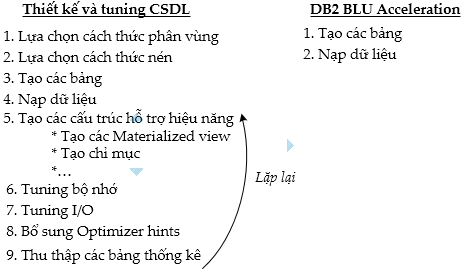 Thiết kế và tuning CSDL
1. Lựa chọn cách thức phân vùng
2. Lựa chọn cách thức nén
3. Tạo các bảng
4. Nạp dữ liệu
5. Tạo các cấu trúc hỗ trợ hiệu năng
* Tạo các Materialized view
* Tạo chỉ mục
*...
6. Tuning bộ nhớ
7. Tuning I/O
8. Bổ sung Optimizer hints
9. Thu thập các bảng thống kê
Lặp lại
DB2 BLU Acceleration
1. Tạo các bảng
2. Nạp dữ liệu